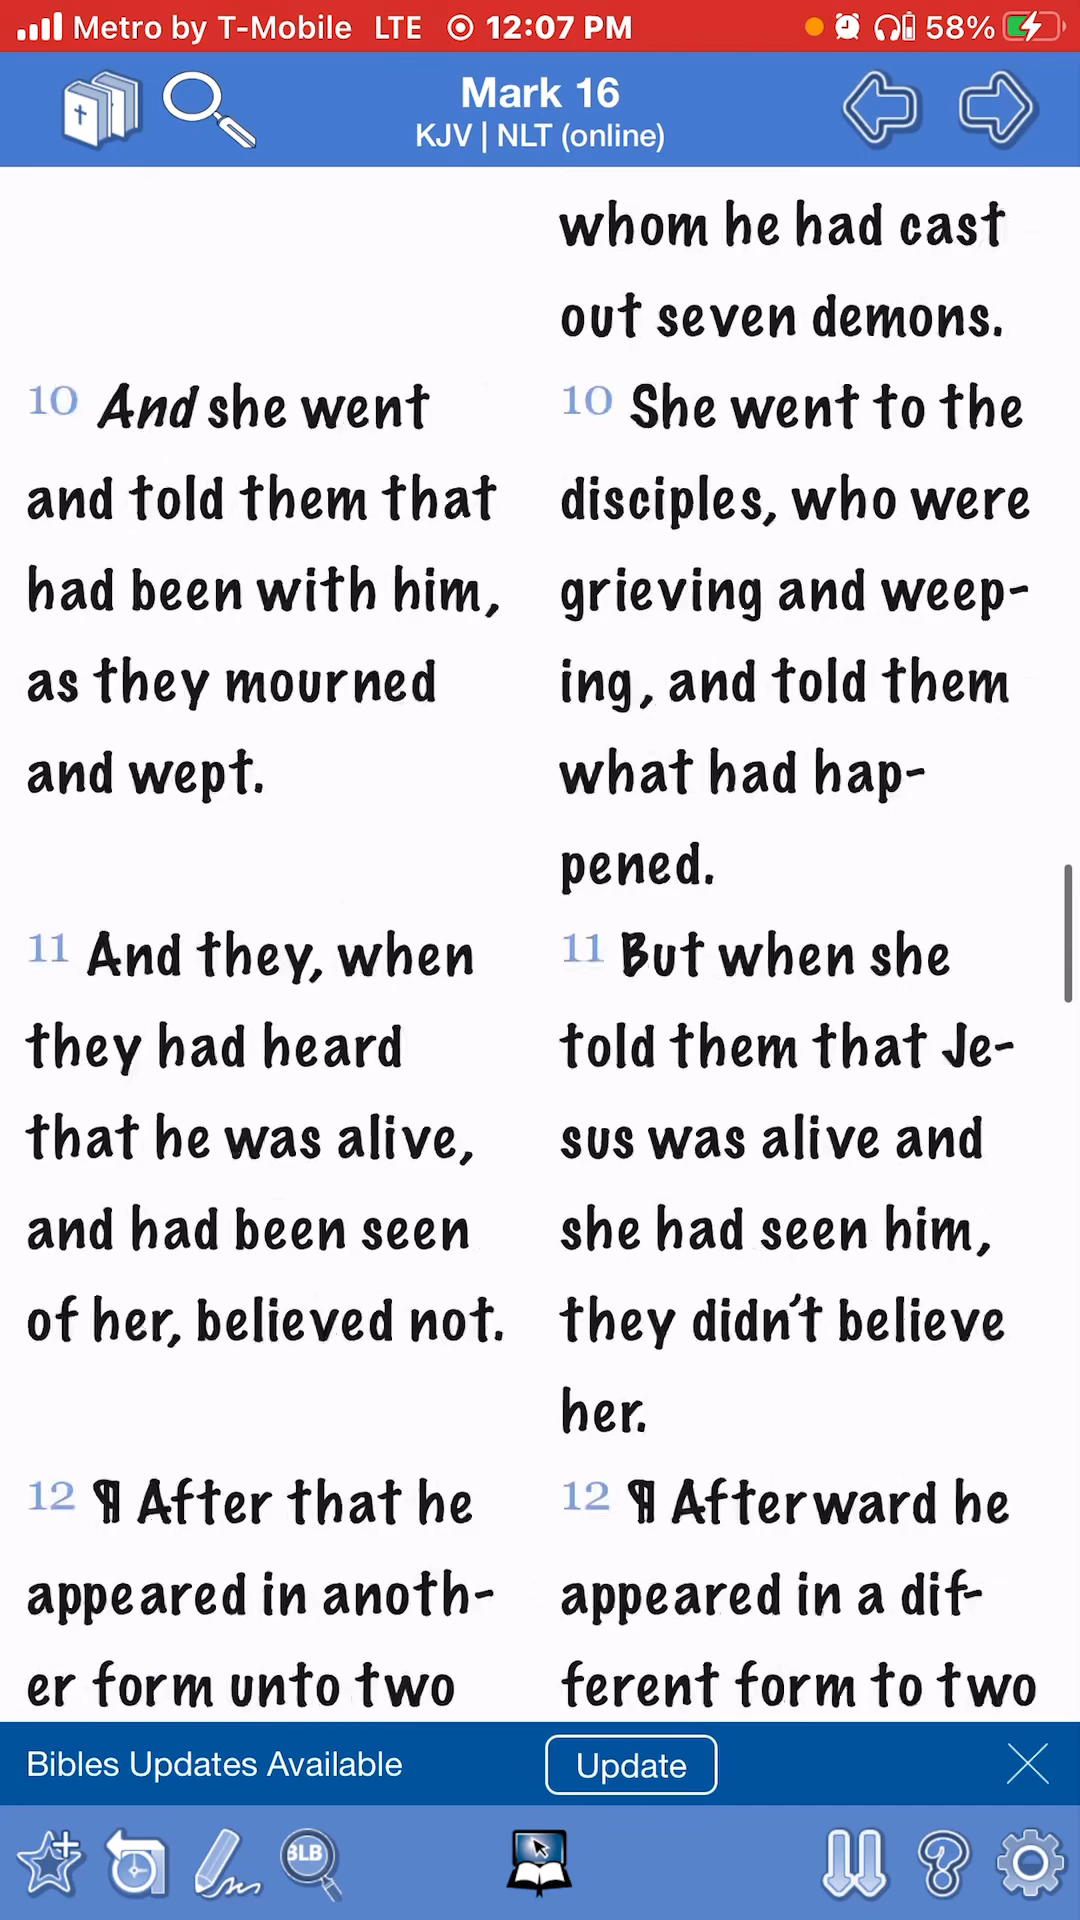 Metro by T-Mobile LTE 12:07 PM 58%
Mark 16
KJV | NLT (online)
whom he had cast
out seven demons.
10 And she went
and told them that
had been with him,
as they mourned
and wept.
10 She went to the
disciples, who were
grieving and weep-
ing, and told them
what had hap-
pened.
11 And they, when
they had heard
that he was alive,
and had been seen
of her, believed not.
11 But when she
told them that Je-
sus was alive and
she had seen him,
they didn't believe
her.
12 ¶ After that he
appeared in anoth-
er form unto two
12 ¶ Afterward he
appeared in a dif-
ferent form to two
Bibles Updates Available
Update
BLB